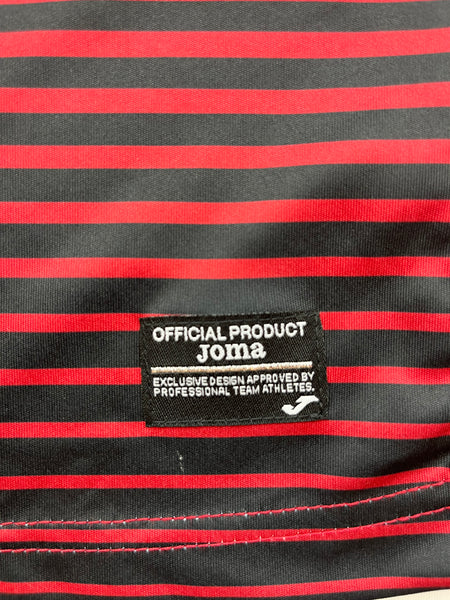 OFFICIAL PRODUCT
Joma
EXCLUSIVE DESIGN APPROVED BY
PROFESSIONAL TEAM ATHLETES.